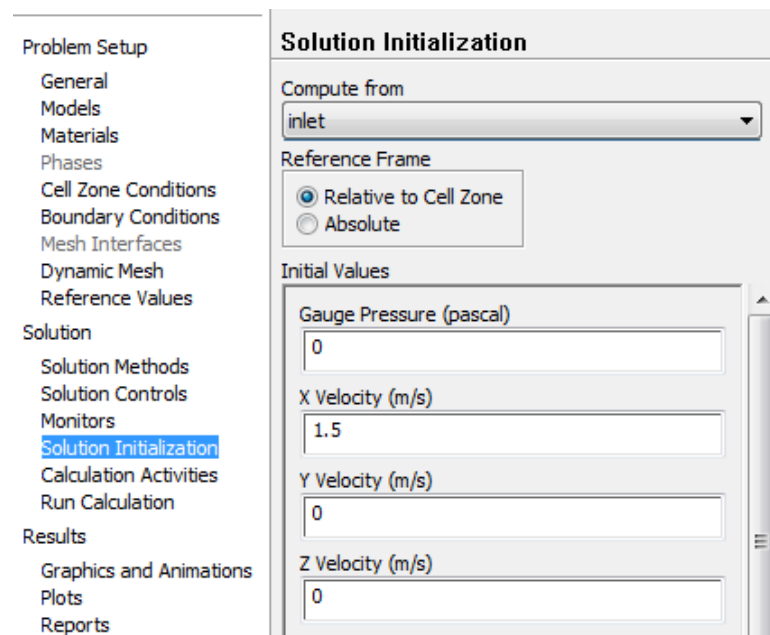 Problem Setup
General
Models
Materials
Phases
Cell Zone Conditions
Boundary Conditions
Mesh Interfaces
Dynamic Mesh
Reference Values
Solution
Solution Methods
Solution Controls
Monitors
Solution Initialization
Calculation Activities
Run Calculation
Results
Graphics and Animations
Plots
Reports
Solution Initialization
Compute from
inlet
Reference Frame
Relative to Cell Zone
Absolute
Initial Values
Gauge Pressure (pascal)
0
X Velocity (m/s)
1.5
Y Velocity (m/s)
0
Z Velocity (m/s)
0